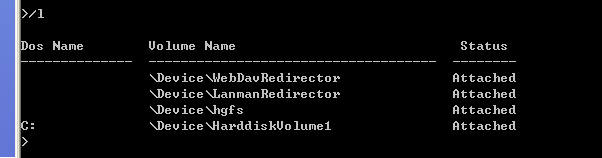 >/l
Dos Name        Volume Name                            Status
--------------  ------------------------------------  --------
                \Device\WebDavRedirector              Attached
                \Device\LanmanRedirector              Attached
                \Device\hgfs                          Attached
C:              \Device\HarddiskVolume1               Attached
>